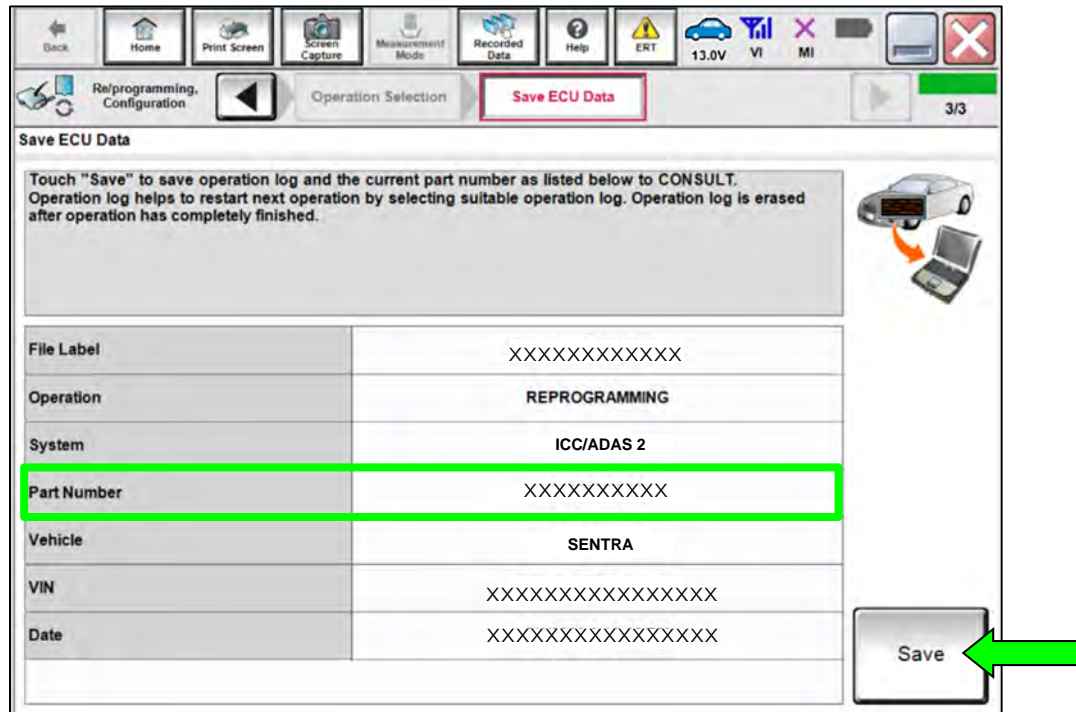 Back
Home
Print Screen
Screen
Capture
Measurement
Mode
Recorded
Data
Help
ERT
13.0V
VI
MI
Re/programming,
Configuration
Operation Selection
Save ECU Data
3/3
Save ECU Data
Touch "Save" to save operation log and the current part number as listed below to CONSULT.
Operation log helps to restart next operation by selecting suitable operation log. Operation log is erased
after operation has completely finished.
File Label XXXXXXXXXXXX
Operation REPROGRAMMING
System ICC/ADAS 2
Part Number XXXXXXXXXX
Vehicle SENTRA
VIN XXXXXXXXXXXXXXXX
Date XXXXXXXXXXXXXXXX
Save